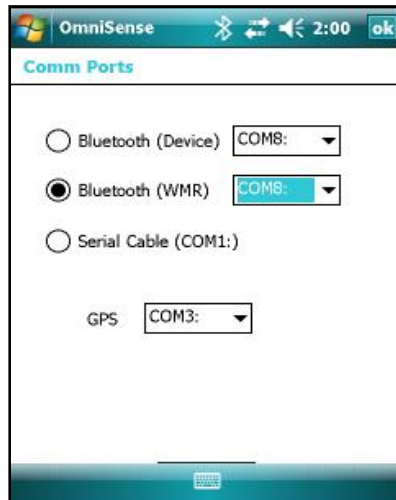 OmniSense 2:00 ok
Comm Ports
Bluetooth (Device) COM8:
Bluetooth (WMR) COM8:
Serial Cable (COM1:)
GPS COM3: